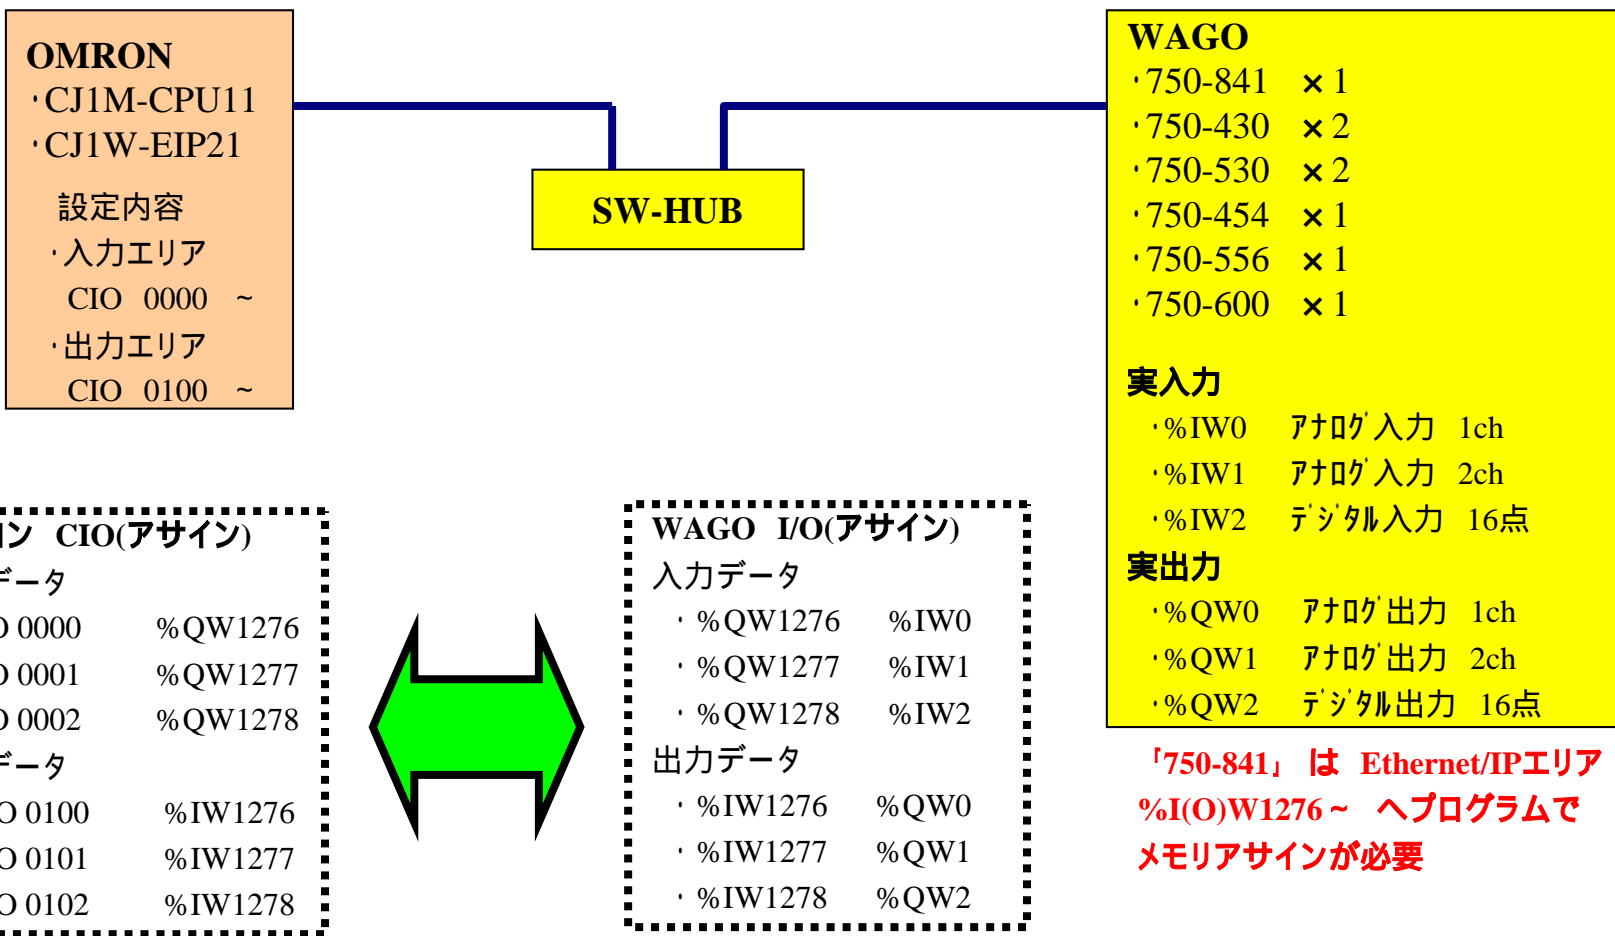 OMRON
・CJ1M-CPU11
・CJ1W-EIP21
設定内容
・入力エリア
CIO 0000 ~
・出力エリア
CIO 0100 ~
SW-HUB
WAGO
・750-841 ×1
・750-430 ×2
・750-530 ×2
・750-454 ×1
・750-556 ×1
・750-600 ×1
実入力
・%IW0 ｱﾅﾛｸﾞ入力 1ch
・%IW1 ｱﾅﾛｸﾞ入力 2ch
・%IW2 ﾃﾞｼﾞﾀﾙ入力 16点
実出力
・%QW0 ｱﾅﾛｸﾞ出力 1ch
・%QW1 ｱﾅﾛｸﾞ出力 2ch
・%QW2 ﾃﾞｼﾞﾀﾙ出力 16点
「750-841」 は Ethernet/IPエリア
%I(O)W1276~ へプログラムで
メモリアサインが必要
ン CIO(アサイン)
データ
O 0000 %QW1276
O 0001 %QW1277
O 0002 %QW1278
データ
O 0100 %IW1276
O 0101 %IW1277
O 0102 %IW1278
WAGO I/O(アサイン)
入力データ
・%QW1276 %IW0
・%QW1277 %IW1
・%QW1278 %IW2
出力データ
・%IW1276 %QW0
・%IW1277 %QW1
・%IW1278 %QW2